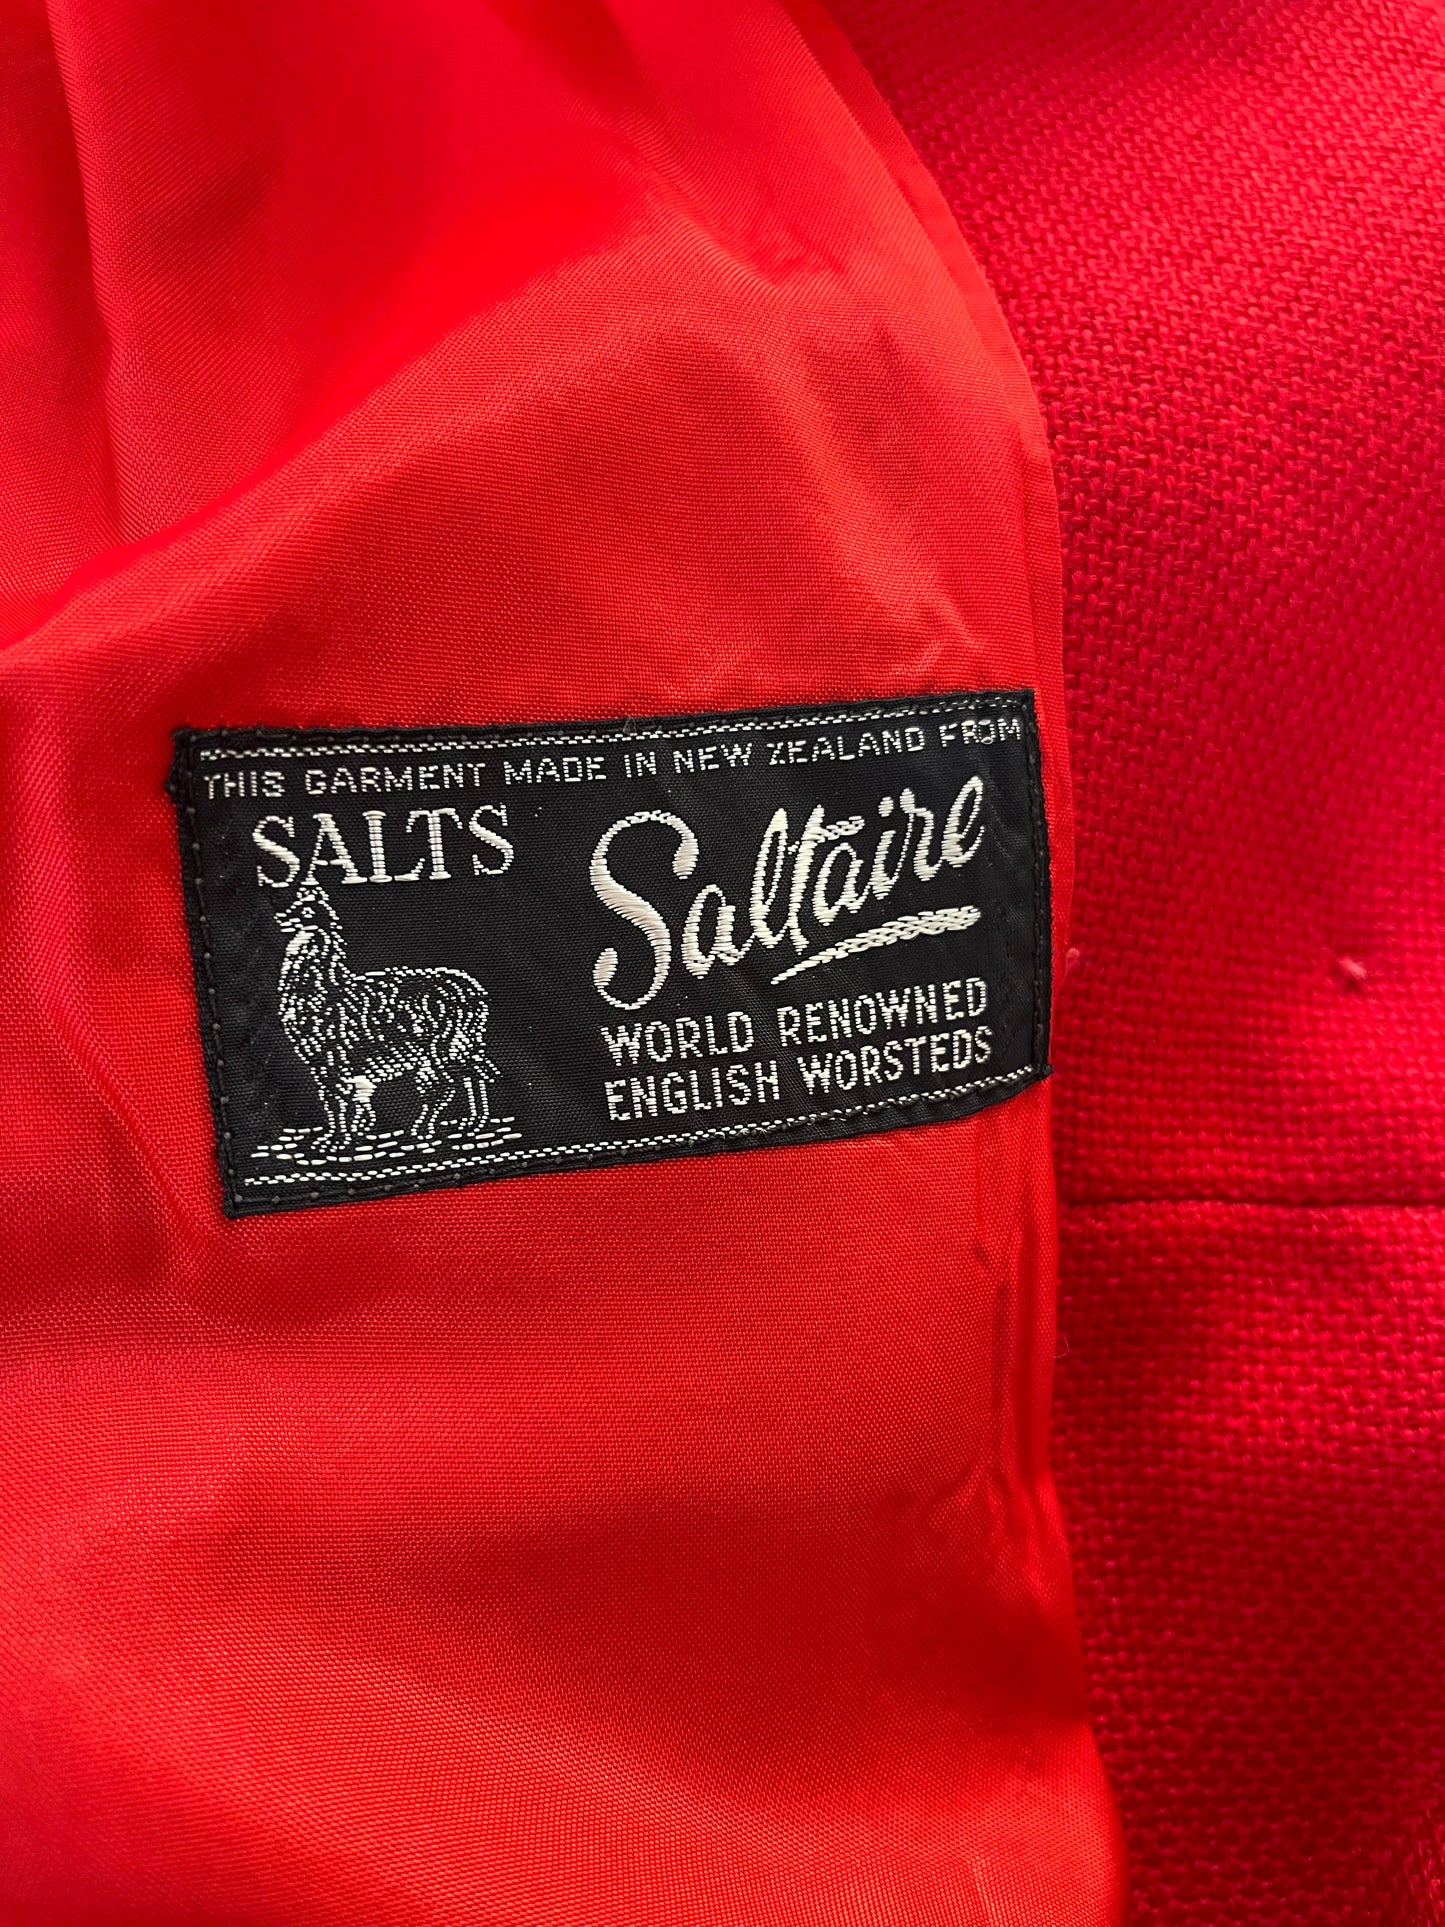 THIS GARMENT MADE IN NEW ZEALAND FROM
SALTS
Saltaire
WORLD RENOWNED
ENGLISH WORSTEDS